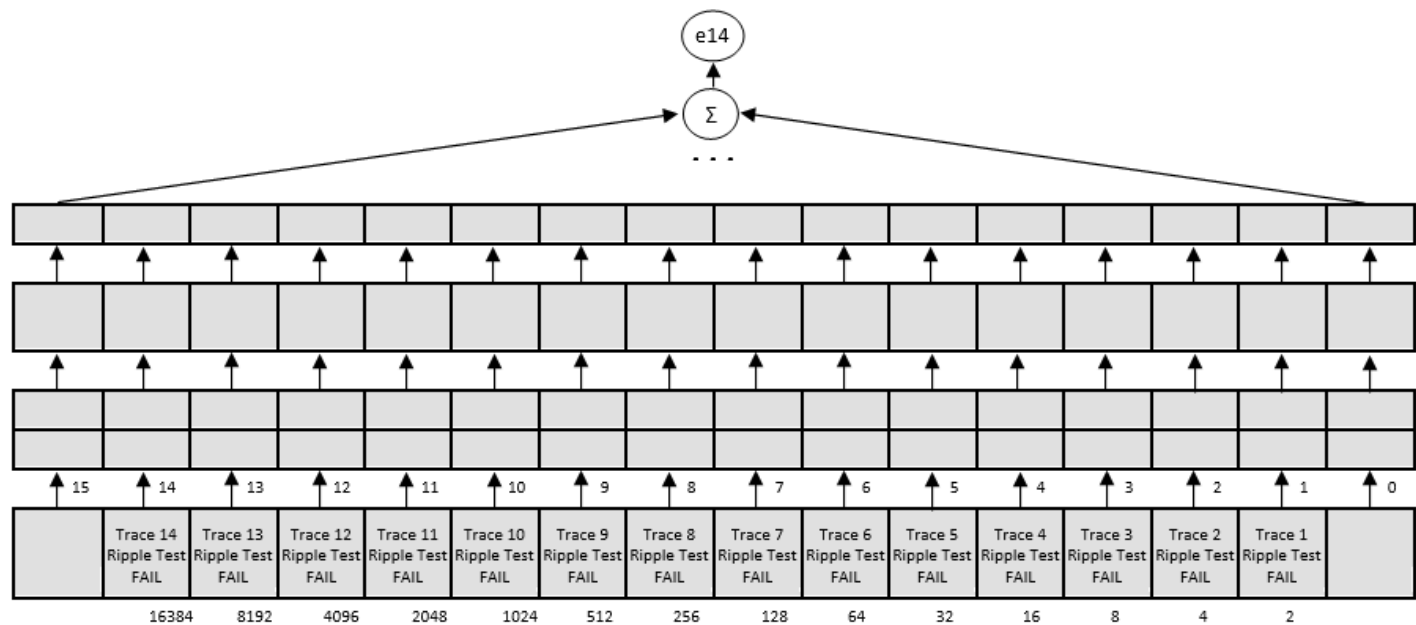 e14
Σ
. . .
15 14 13 12 11 10 9 8 7 6 5 4 3 2 1 0
Trace 14 Trace 13 Trace 12 Trace 11 Trace 10 Trace 9 Trace 8 Trace 7 Trace 6 Trace 5 Trace 4 Trace 3 Trace 2 Trace 1
Ripple Test Ripple Test Ripple Test Ripple Test Ripple Test Ripple Test Ripple Test Ripple Test Ripple Test Ripple Test Ripple Test Ripple Test Ripple Test Ripple Test
FAIL FAIL FAIL FAIL FAIL FAIL FAIL FAIL FAIL FAIL FAIL FAIL FAIL FAIL
16384 8192 4096 2048 1024 512 256 128 64 32 16 8 4 2